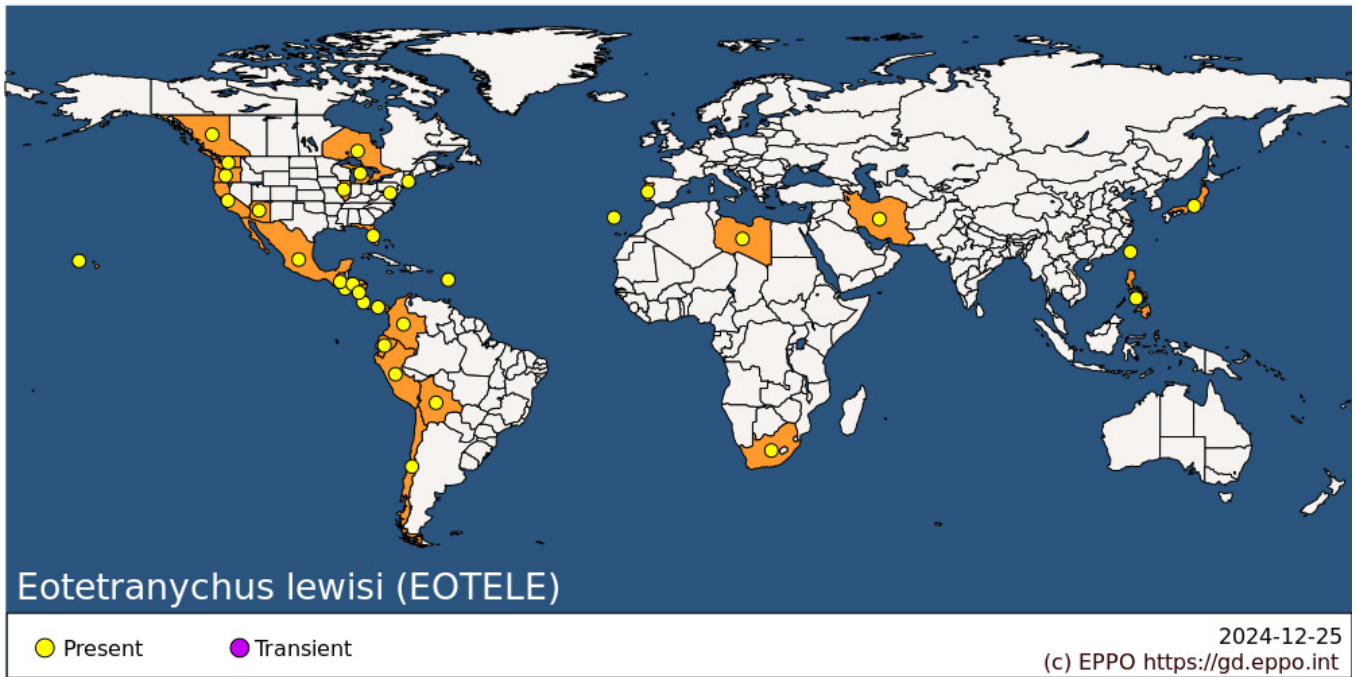 Eotetranychus lewisi (EOTELE)
Present
Transient
2024-12-25
(c) EPPO https://gd.eppo.int